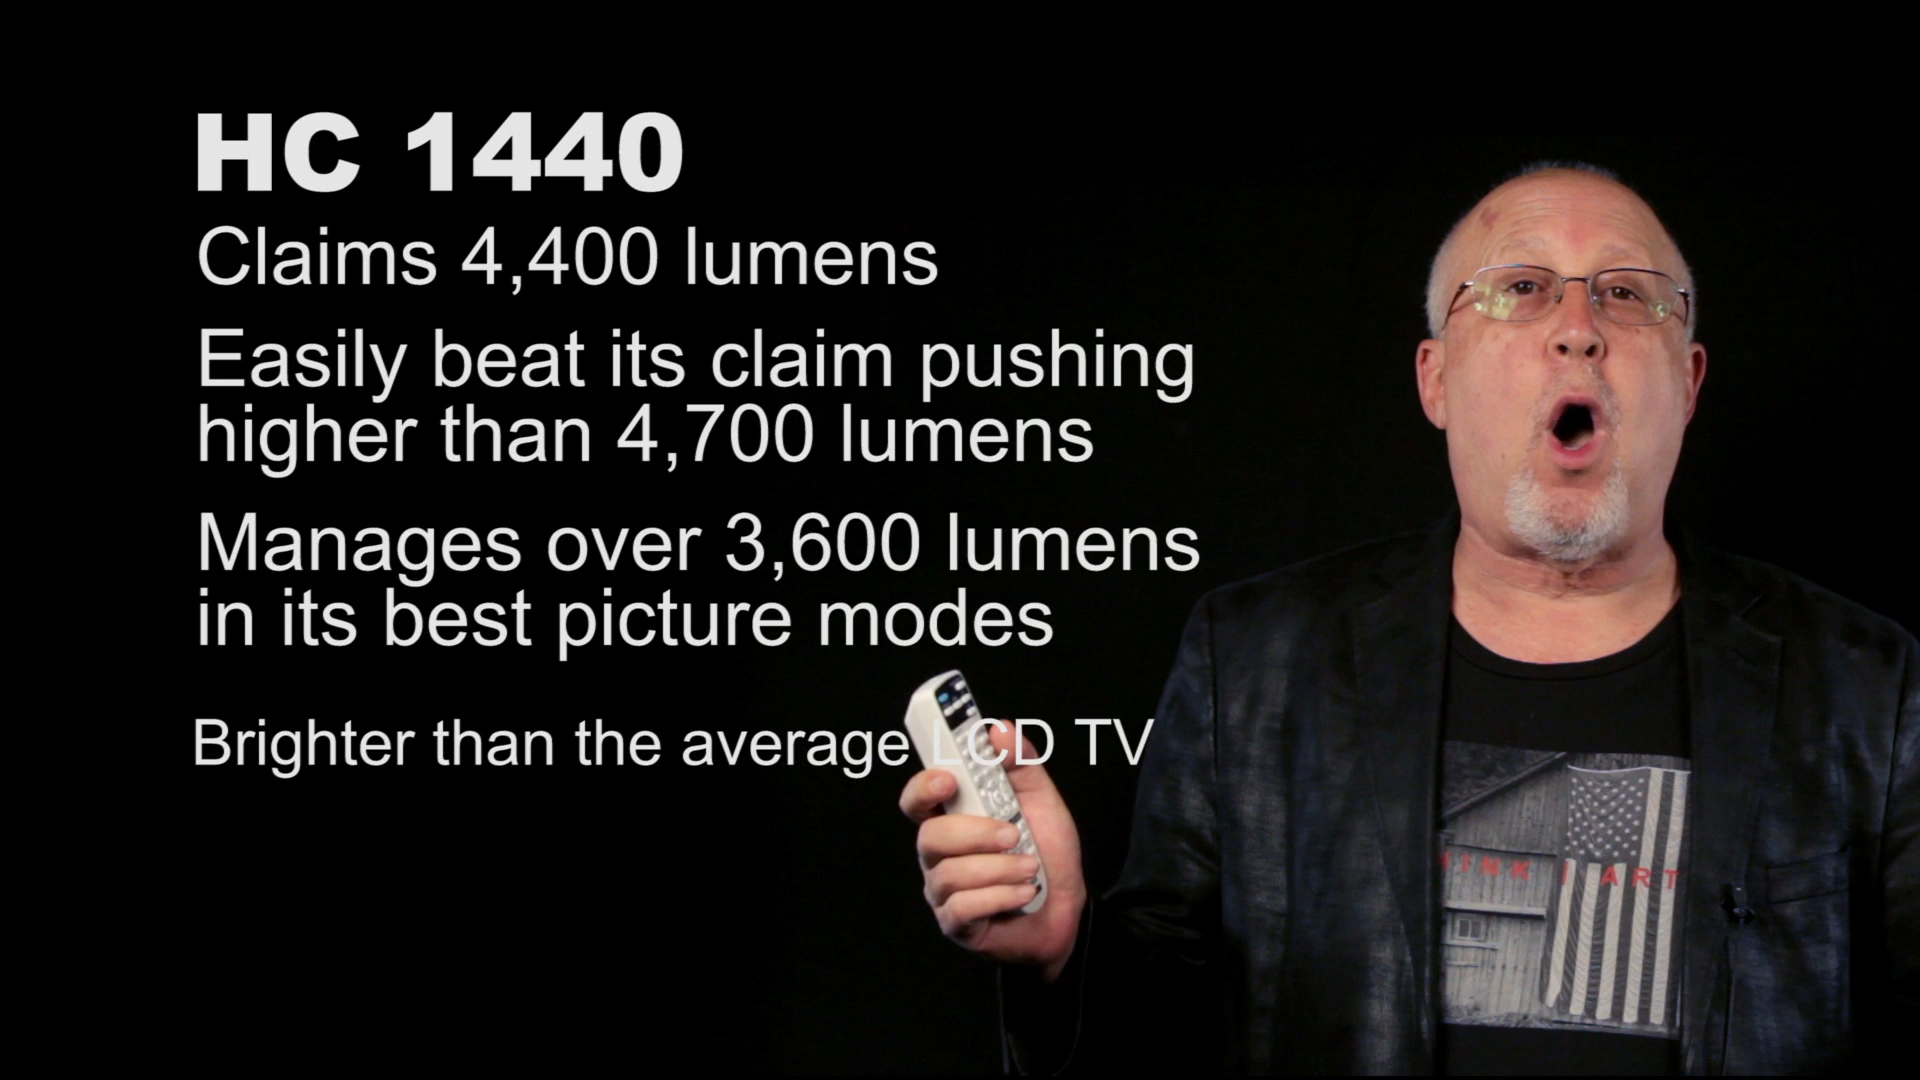 HC 1440
Claims 4,400 lumens
Easily beat its claim pushing
higher than 4,700 lumens
Manages over 3,600 lumens
in its best picture modes
Brighter than the average LCD TV
ART